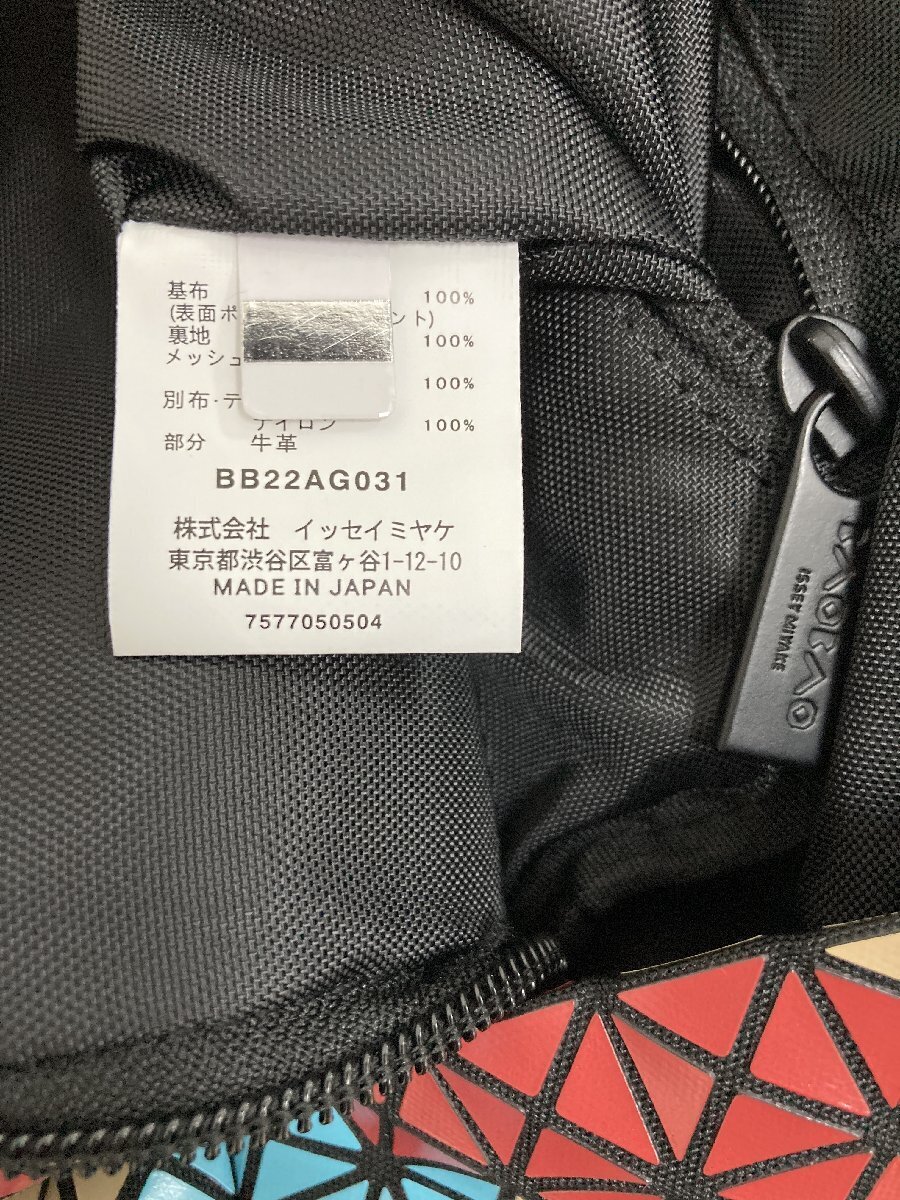 基布 100%
(表面ポ ント)
裏地 100%
メッシュ
100%
別布・テ
ナイロン 100%
部分 牛革
BB22AG031
株式会社 イッセイミヤケ
東京都渋谷区富ヶ谷1-12-10
MADE IN JAPAN
7577050504
BAOBAO
ISSEY MIYAKE